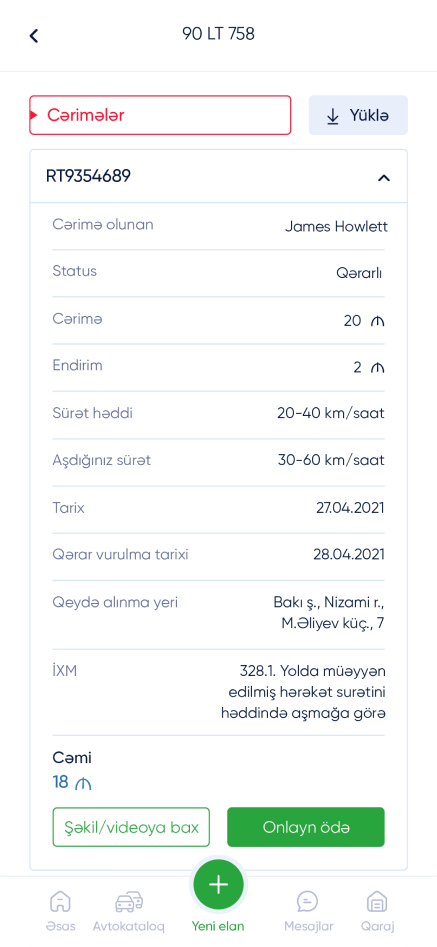 90 LT 758
Cərimələr
Yüklə
RT9354689
Cərimə olunan James Howlett
Status Qərarlı
Cərimə 20 ₼
Endirim 2 ₼
Sürət həddi 20-40 km/saat
Aşdığınız sürət 30-60 km/saat
Tarix 27.04.2021
Qərar vurulma tarixi 28.04.2021
Qeydə alınma yeri Bakı ş., Nizami r.,
M.Əliyev küç., 7
İXM 328.1. Yolda müəyyən
edilmiş hərəkət surətini
həddində aşmağa görə
Cəmi
18 ₼
Şəkil/videoya bax Onlayn ödə
Əsas Avtokataloq Yeni elan Mesajlar Qaraj